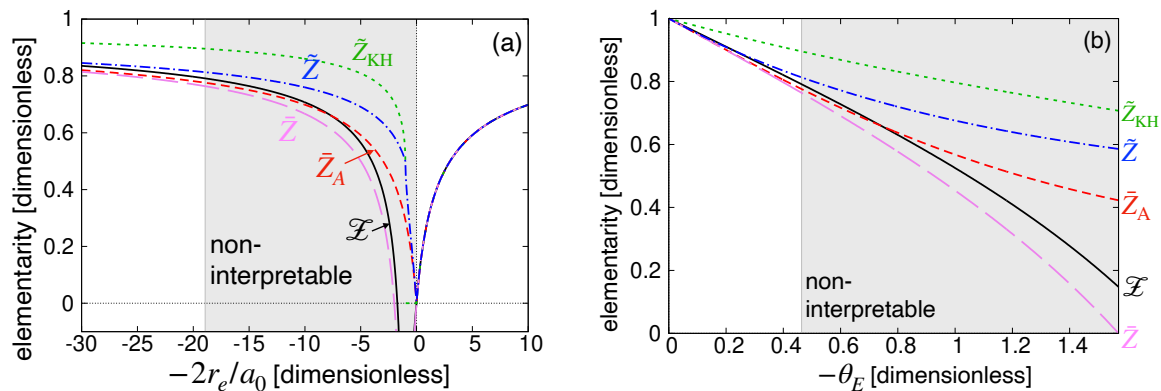 elementarity [dimensionless]
1
0.8
0.6
0.4
0.2
0
(a)
Z̃_KH
Z̃
Z̄
Z̄_A
𝒵
non-
interpretable
-30 -25 -20 -15 -10 -5 0 5 10
−2r_e/a_0 [dimensionless]
elementarity [dimensionless]
1
0.8
0.6
0.4
0.2
0
(b)
Z̃_KH
Z̃
Z̄_A
𝒵
Z̄
non-
interpretable
0 0.2 0.4 0.6 0.8 1 1.2 1.4
−θ_E [dimensionless]